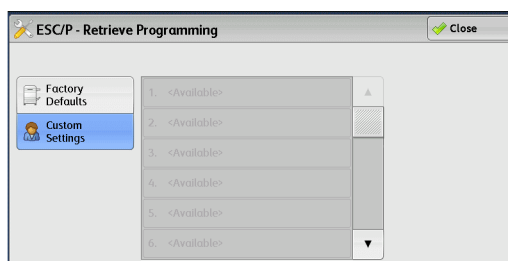 ESC/P - Retrieve Programming
Close
Factory
Defaults
Custom
Settings
1. <Available>
2. <Available>
3. <Available>
4. <Available>
5. <Available>
6. <Available>